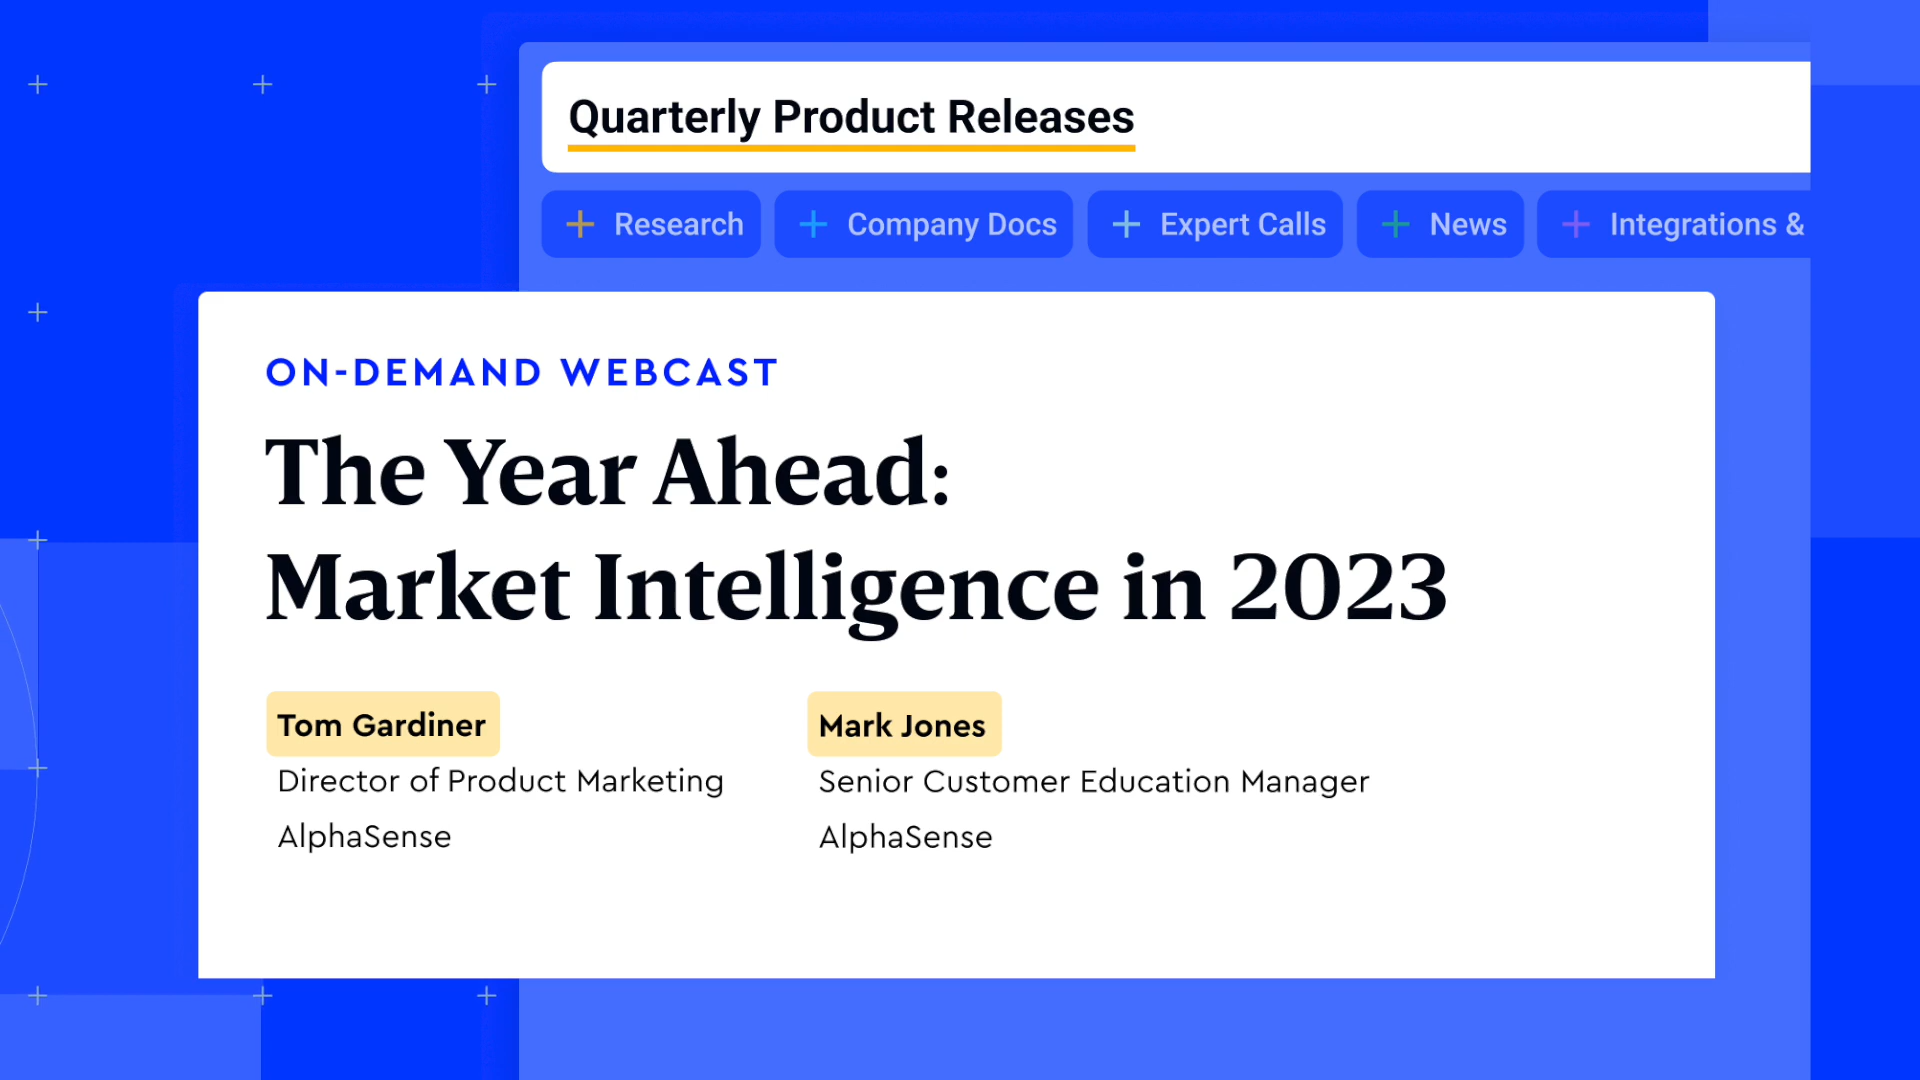 Quarterly Product Releases
Research
Company Docs
Expert Calls
News
Integrations &
ON-DEMAND WEBCAST
The Year Ahead:
Market Intelligence in 2023
Tom Gardiner
Director of Product Marketing
AlphaSense
Mark Jones
Senior Customer Education Manager
AlphaSense